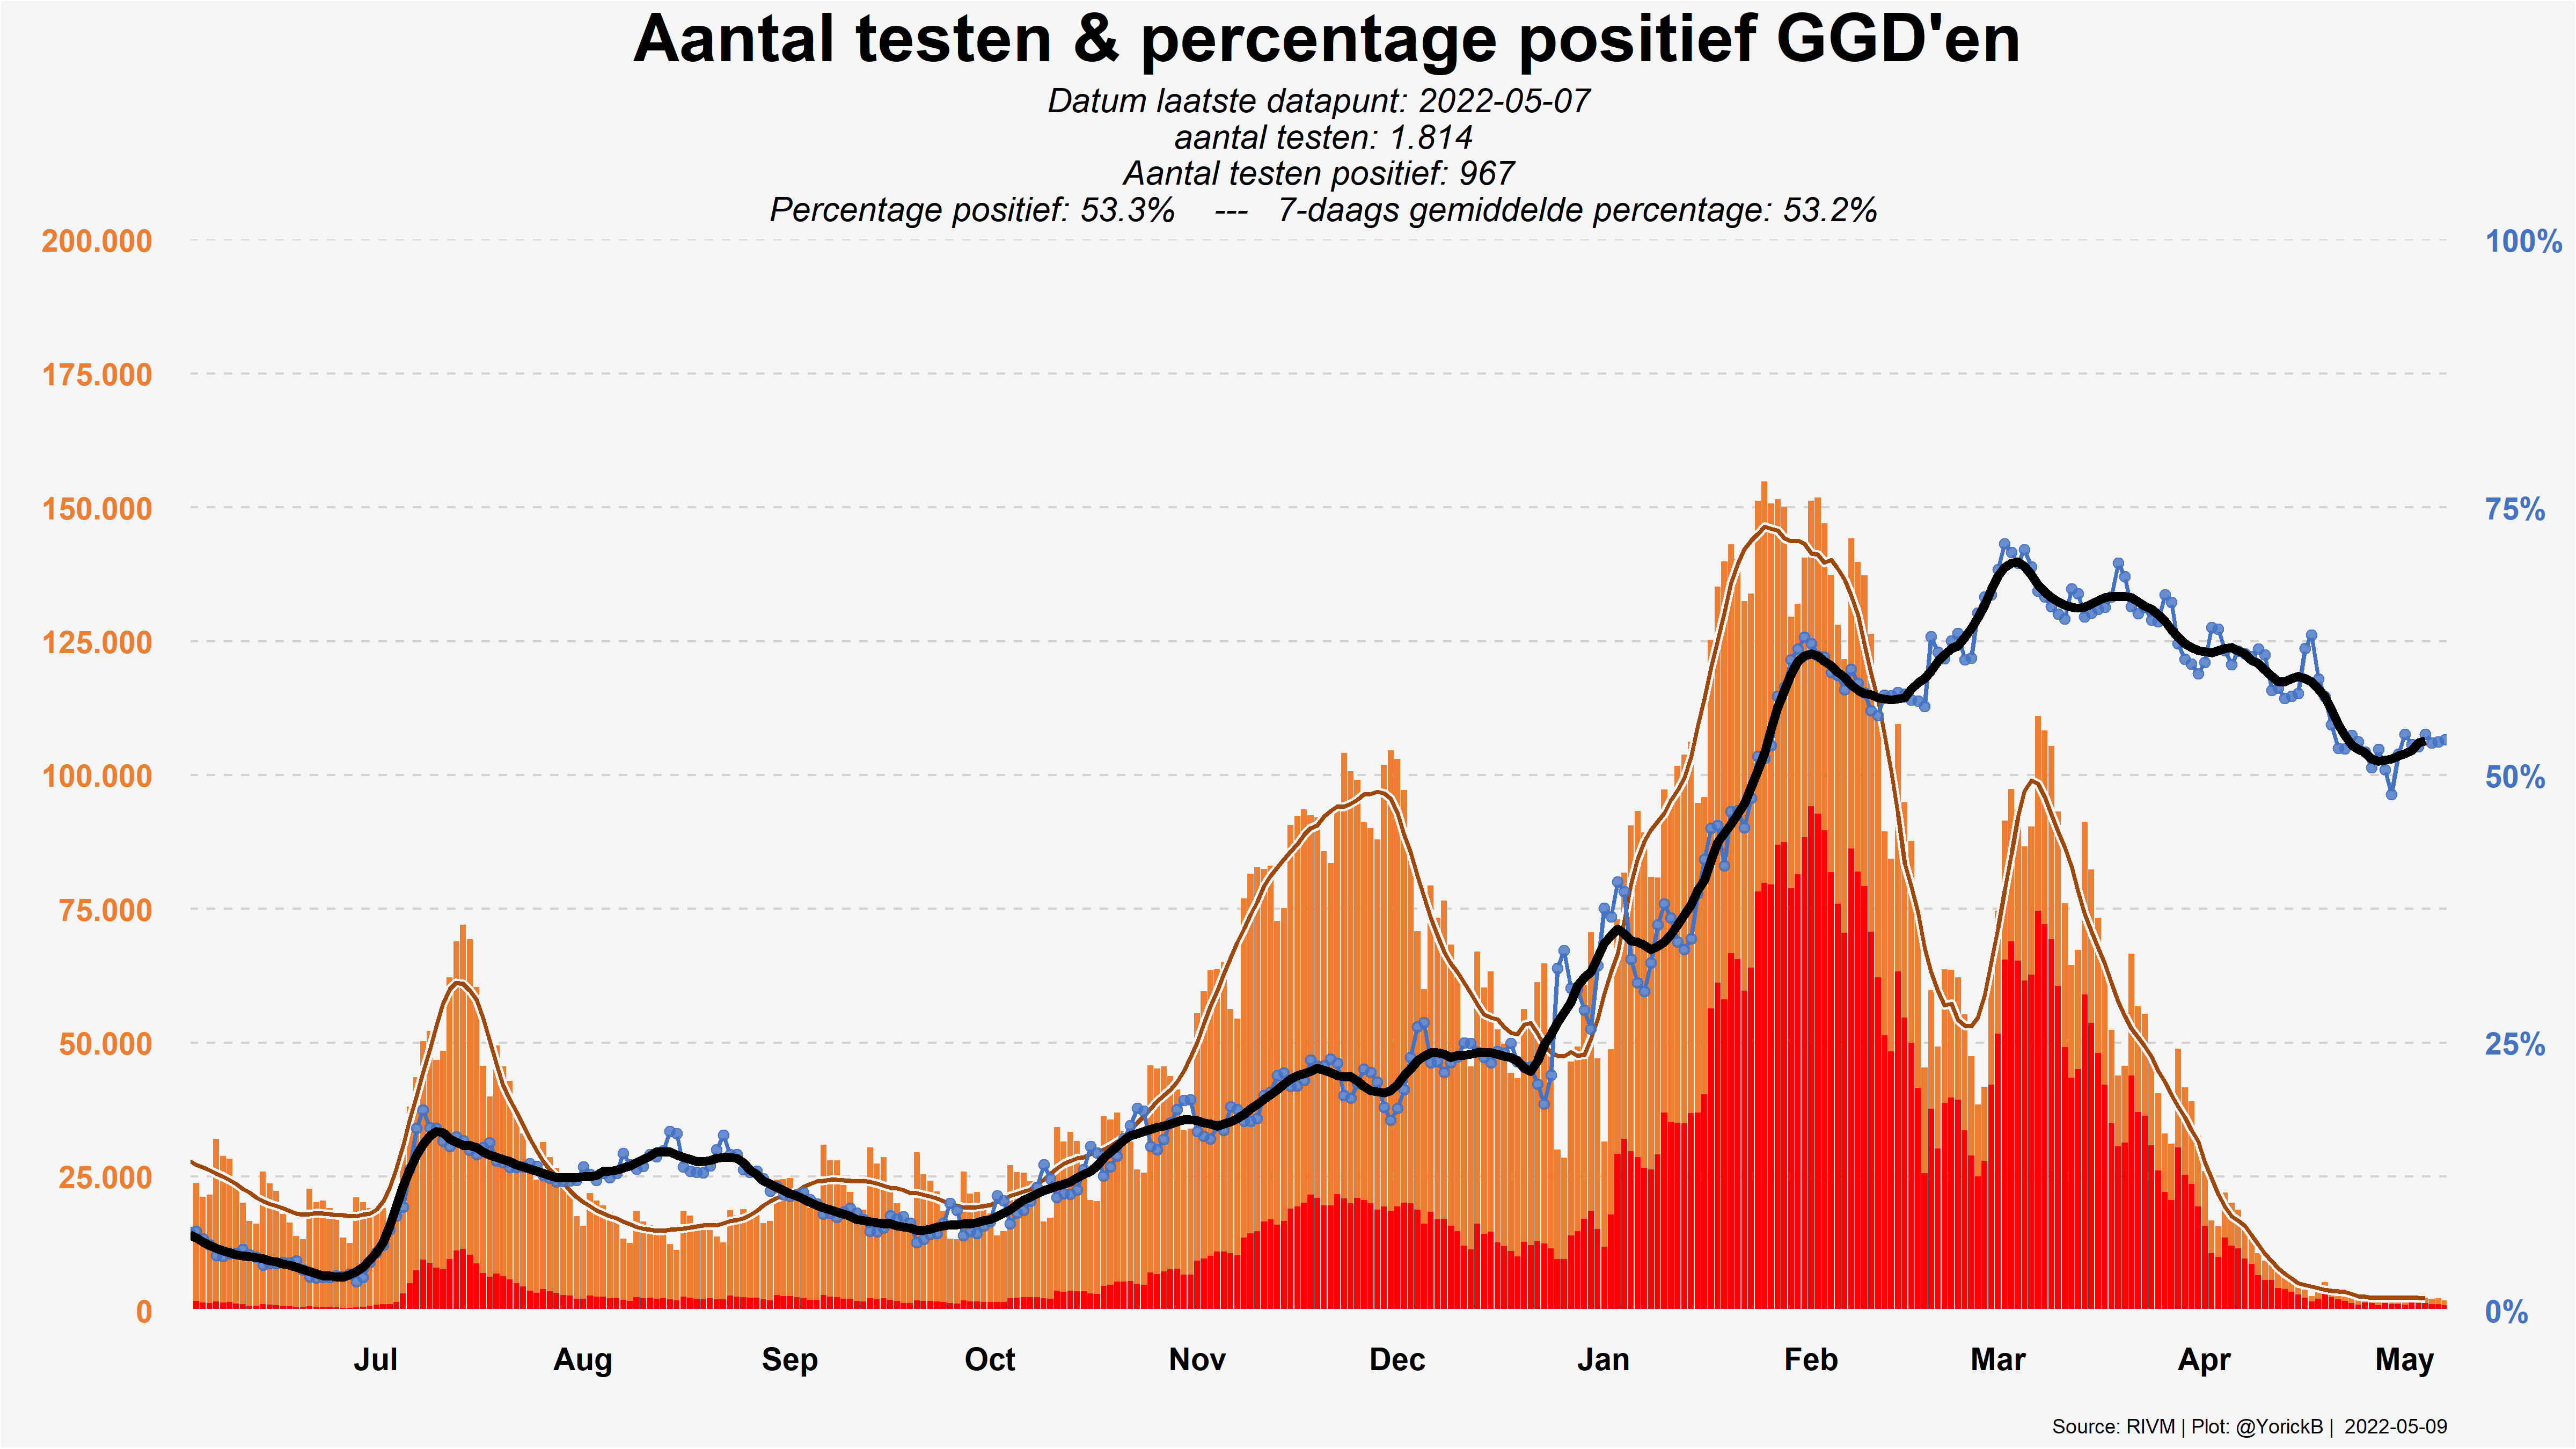 Aantal testen & percentage positief GGD'en
Datum laatste datapunt: 2022-05-07
aantal testen: 1.814
Aantal testen positief: 967
Percentage positief: 53.3% --- 7-daags gemiddelde percentage: 53.2%
200.000 100%
175.000
150.000 75%
125.000
100.000 50%
75.000
50.000 25%
25.000
0 0%
Jul Aug Sep Oct Nov Dec Jan Feb Mar Apr May
Source: RIVM | Plot: @YorickB | 2022-05-09